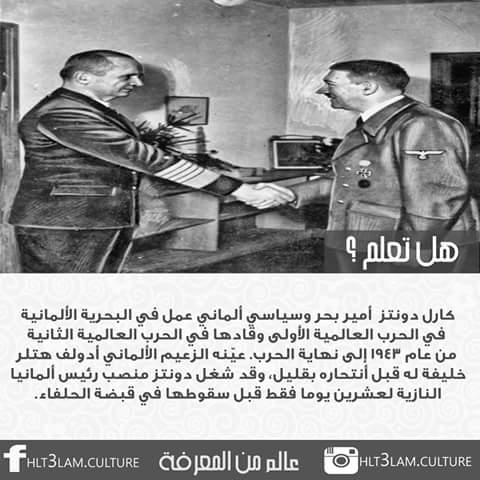 هل تعلم ؟
كارل دونتز أمير بحر وسياسي ألماني عمل في البحرية الألمانية
في الحرب العالمية الأولى وقادها في الحرب العالمية الثانية
من عام ١٩٤٣ إلى نهاية الحرب. عيّنه الزعيم الألماني أدولف هتلر
خليفة له قبل أنتحاره بقليل، وقد شغل دونتز منصب رئيس ألمانيا
النازية لعشرين يوما فقط قبل سقوطها في قبضة الحلفاء.
f HLT3LAM.CULTURE عالم من المعرفة HLT3LAM.CULTURE